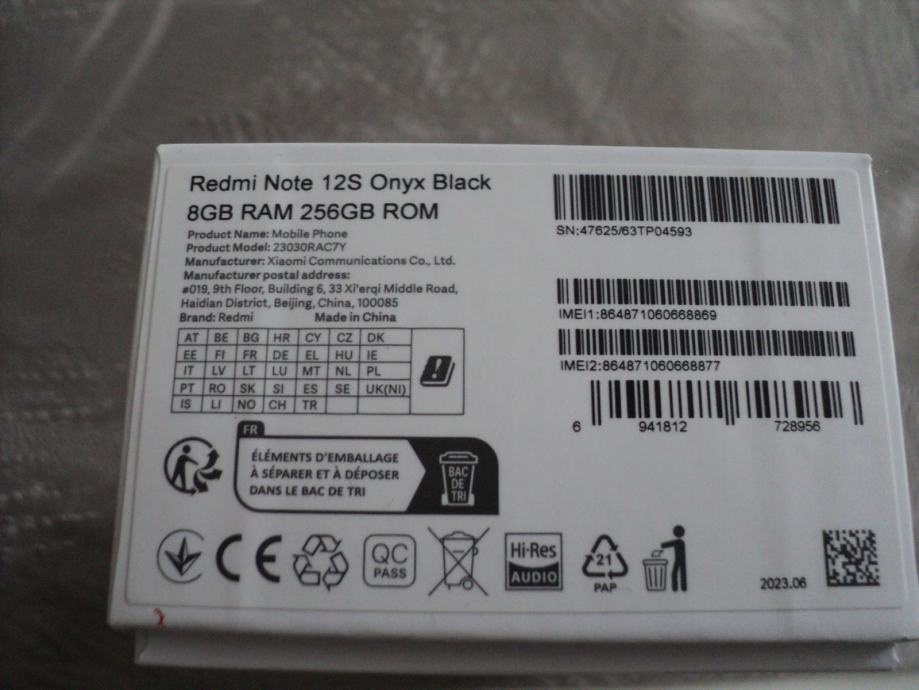 Redmi Note 12S Onyx Black
8GB RAM 256GB ROM
Product Name: Mobile Phone
Product Model: 23030RAC7Y
Manufacturer: Xiaomi Communications Co., Ltd.
Manufacturer postal address:
#019, 9th Floor, Building 6, 33 Xi'erqi Middle Road,
Haidian District, Beijing, China, 100085
Brand: Redmi Made in China
AT BE BG HR CY CZ DK
EE FI FR DE EL HU IE
IT LV LT LU MT NL PL
PT RO SK SI ES SE UK(NI)
IS LI NO CH TR
SN:47625/63TP04593
IMEI1:864871060668869
IMEI2:864871060668877
6 941812 728956
FR
ÉLÉMENTS D'EMBALLAGE
À SÉPARER ET À DÉPOSER
DANS LE BAC DE TRI
BAC
DE
TRI
CE
QC
PASS
Hi-Res
AUDIO
21
PAP
2023.06